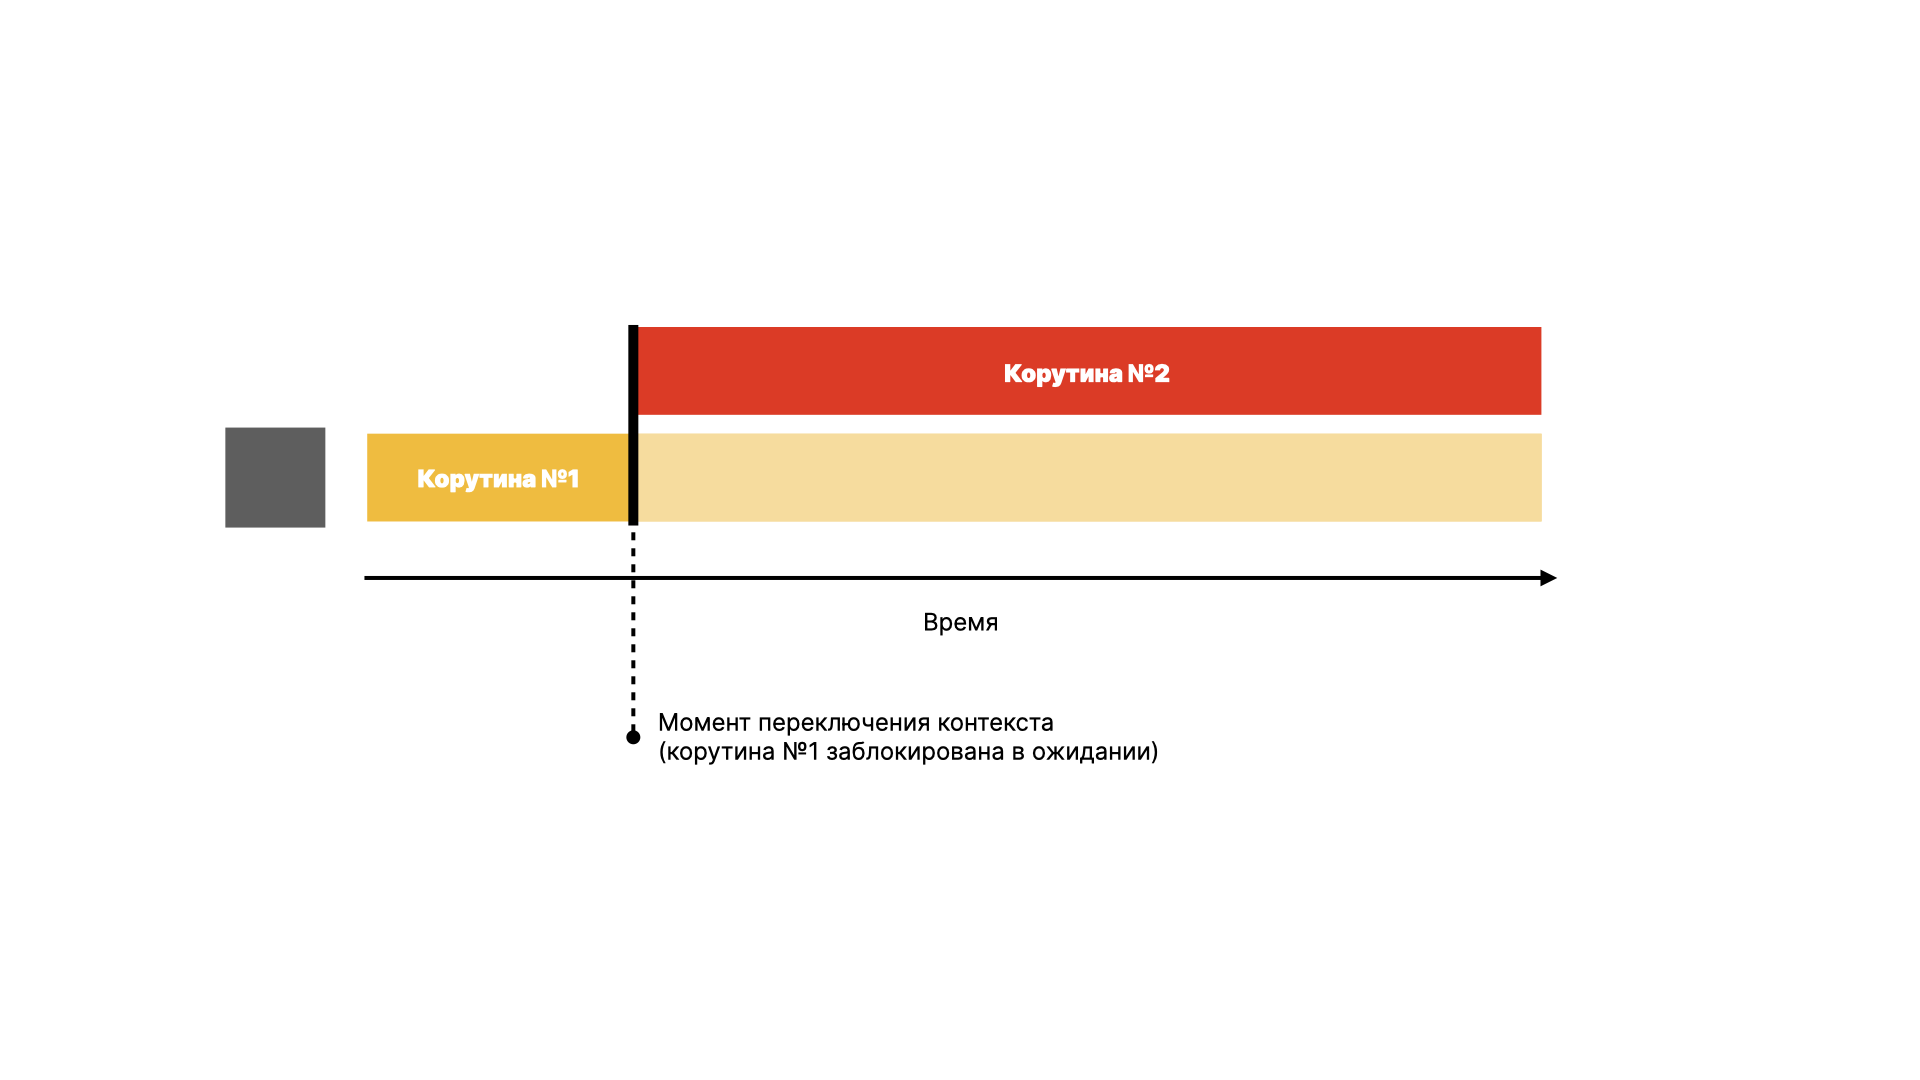 Корутина №2
Корутина №1
Время
Момент переключения контекста
(корутина №1 заблокирована в ожидании)